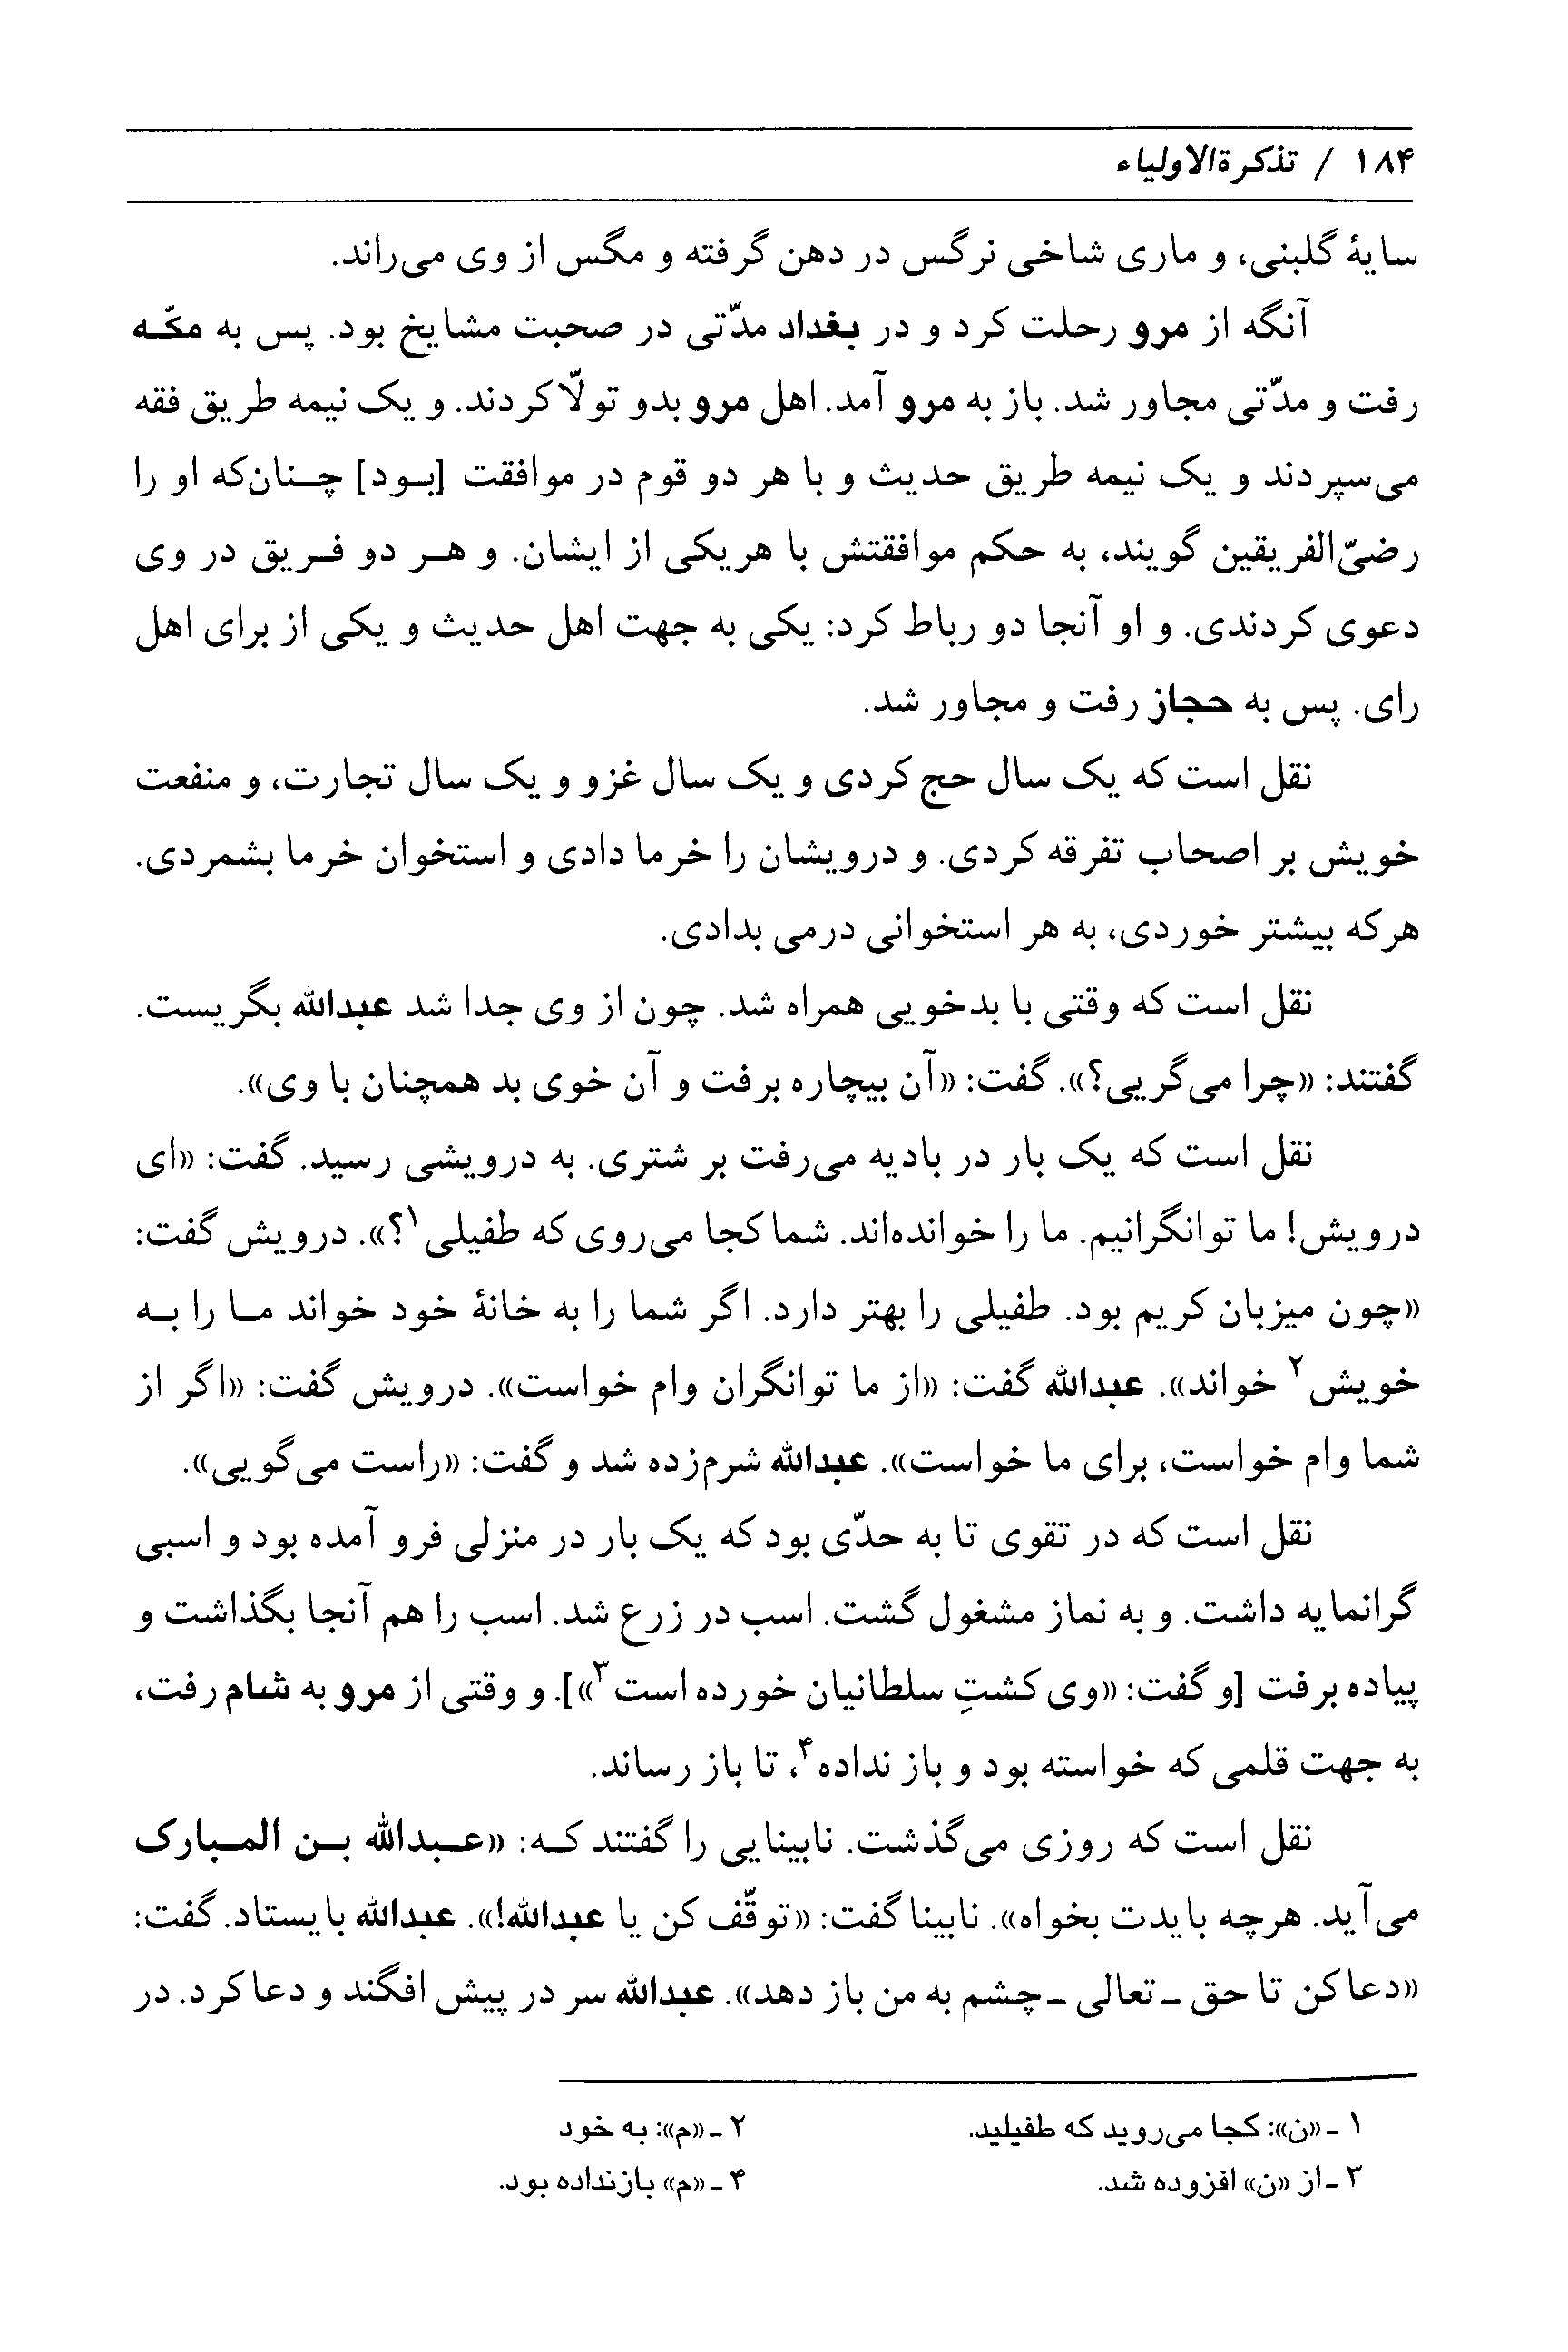 ۱۸۴ / تذکرةالاولیاء
سایهٔ گلبنی، و ماری شاخی نرگس در دهن گرفته و مگس از وی می‌راند.
آنگه از مرو رحلت کرد و در بغداد مدّتی در صحبت مشایخ بود. پس به مکّه
رفت و مدّتی مجاور شد. باز به مرو آمد. اهل مرو بدو تولّا کردند. و یک نیمه طریق فقه
می‌سپردند و یک نیمه طریق حدیث و با هر دو قوم در موافقت [بود] چنان‌که او را
رضیّ‌الفریقین گویند، به حکم موافقتش با هریکی از ایشان. و هر دو فریق در وی
دعوی کردندی. و او آنجا دو رباط کرد: یکی به جهت اهل حدیث و یکی از برای اهل
رای. پس به حجاز رفت و مجاور شد.
نقل است که یک سال حج کردی و یک سال غزو و یک سال تجارت، و منفعت
خویش بر اصحاب تفرقه کردی. و درویشان را خرما دادی و استخوان خرما بشمردی.
هرکه بیشتر خوردی، به هر استخوانی درمی بدادی.
نقل است که وقتی با بدخویی همراه شد. چون از وی جدا شد عبدالله بگریست.
گفتند: «چرا می‌گریی؟». گفت: «آن بیچاره برفت و آن خوی بد همچنان با وی».
نقل است که یک بار در بادیه می‌رفت بر شتری. به درویشی رسید. گفت: «ای
درویش! ما توانگرانیم. ما را خوانده‌اند. شما کجا می‌روی که طفیلی۱؟». درویش گفت:
«چون میزبان کریم بود. طفیلی را بهتر دارد. اگر شما را به خانهٔ خود خواند ما را به
خویش۲ خواند». عبدالله گفت: «از ما توانگران وام خواست». درویش گفت: «اگر از
شما وام خواست، برای ما خواست». عبدالله شرم‌زده شد و گفت: «راست می‌گویی».
نقل است که در تقوی تا به حدّی بود که یک بار در منزلی فرو آمده بود و اسبی
گرانمایه داشت. و به نماز مشغول گشت. اسب در زرع شد. اسب را هم آنجا بگذاشت و
پیاده برفت [و گفت: «وی کشتِ سلطانیان خورده است۳»]. و وقتی از مرو به شام رفت،
به جهت قلمی که خواسته بود و باز نداده۴، تا باز رساند.
نقل است که روزی می‌گذشت. نابینایی را گفتند که: «عبدالله بن المبارک
می‌آید. هرچه بایدت بخواه». نابینا گفت: «توقّف کن یا عبدالله!». عبدالله بایستاد. گفت:
«دعا کن تا حق ـ تعالی ـ چشم به من باز دهد». عبدالله سر در پیش افگند و دعا کرد. در
۱ ـ «ن»: کجا می‌روید که طفیلید.
۲ ـ «م»: به خود
۳ ـ از «ن» افزوده شد.
۴ ـ «م» بازنداده بود.